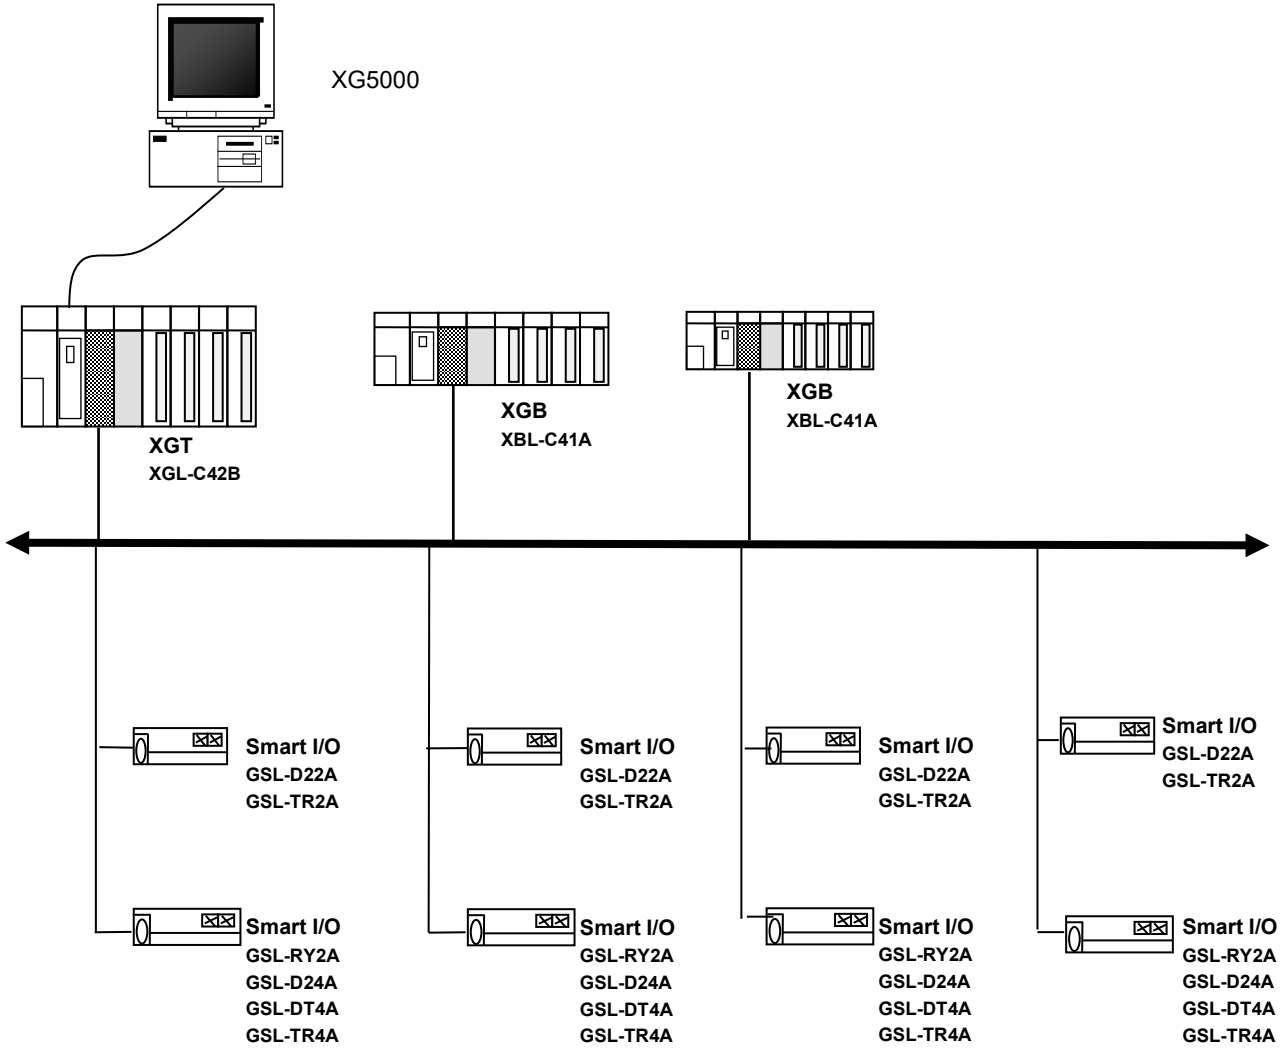 XG5000
XGT
XGL-C42B
XGB
XBL-C41A
XGB
XBL-C41A
Smart I/O
GSL-D22A
GSL-TR2A
Smart I/O
GSL-D22A
GSL-TR2A
Smart I/O
GSL-D22A
GSL-TR2A
Smart I/O
GSL-D22A
GSL-TR2A
Smart I/O
GSL-RY2A
GSL-D24A
GSL-DT4A
GSL-TR4A
Smart I/O
GSL-RY2A
GSL-D24A
GSL-DT4A
GSL-TR4A
Smart I/O
GSL-RY2A
GSL-D24A
GSL-DT4A
GSL-TR4A
Smart I/O
GSL-RY2A
GSL-D24A
GSL-DT4A
GSL-TR4A